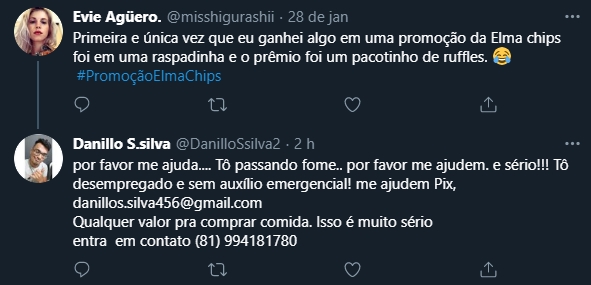 Evie Agüero. @misshigurashii · 28 de jan
Primeira e única vez que eu ganhei algo em uma promoção da Elma chips
foi em uma raspadinha e o prêmio foi um pacotinho de ruffles. 😂
#PromoçãoElmaChips
Danillo S.silva @DanilloSsilva2 · 2 h
por favor me ajuda.... Tô passando fome.. por favor me ajudem. e sério!!! Tô
desempregado e sem auxílio emergencial! me ajudem Pix,
danillos.silva456@gmail.com
Qualquer valor pra comprar comida. Isso é muito sério
entra  em contato (81) 994181780